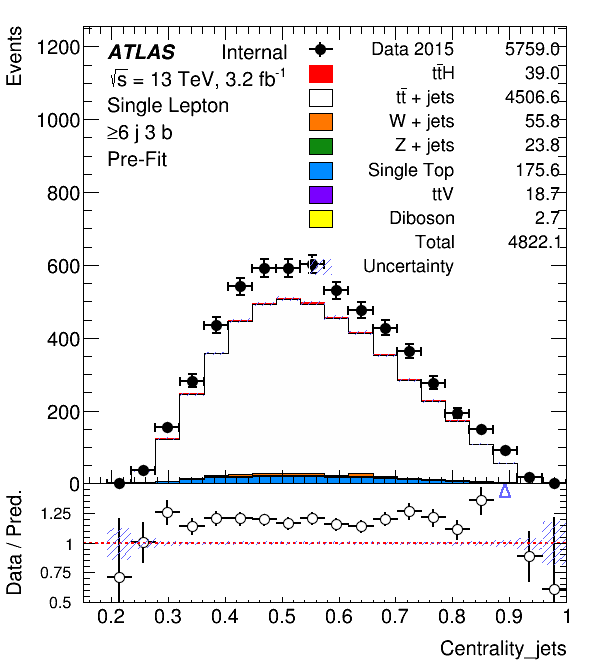 Events
1200
1000
800
600
400
200
0
ATLAS Internal
√s = 13 TeV, 3.2 fb⁻¹
Single Lepton
≥6 j 3 b
Pre-Fit
Data 2015 5759.0
tt̄H 39.0
tt̄ + jets 4506.6
W + jets 55.8
Z + jets 23.8
Single Top 175.6
ttV 18.7
Diboson 2.7
Total 4822.1
Uncertainty
Data / Pred.
1.25
1
0.75
0.5
0.2 0.3 0.4 0.5 0.6 0.7 0.8 0.9 1
Centrality_jets